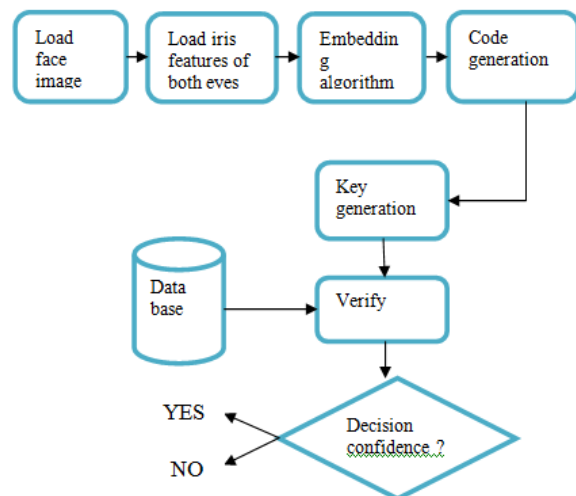 Load
face
image
Load iris
features of
both eyes
Embeddin
g
algorithm
Code
generation
Key
generation
Data
base
Verify
Decision
confidence ?
YES
NO